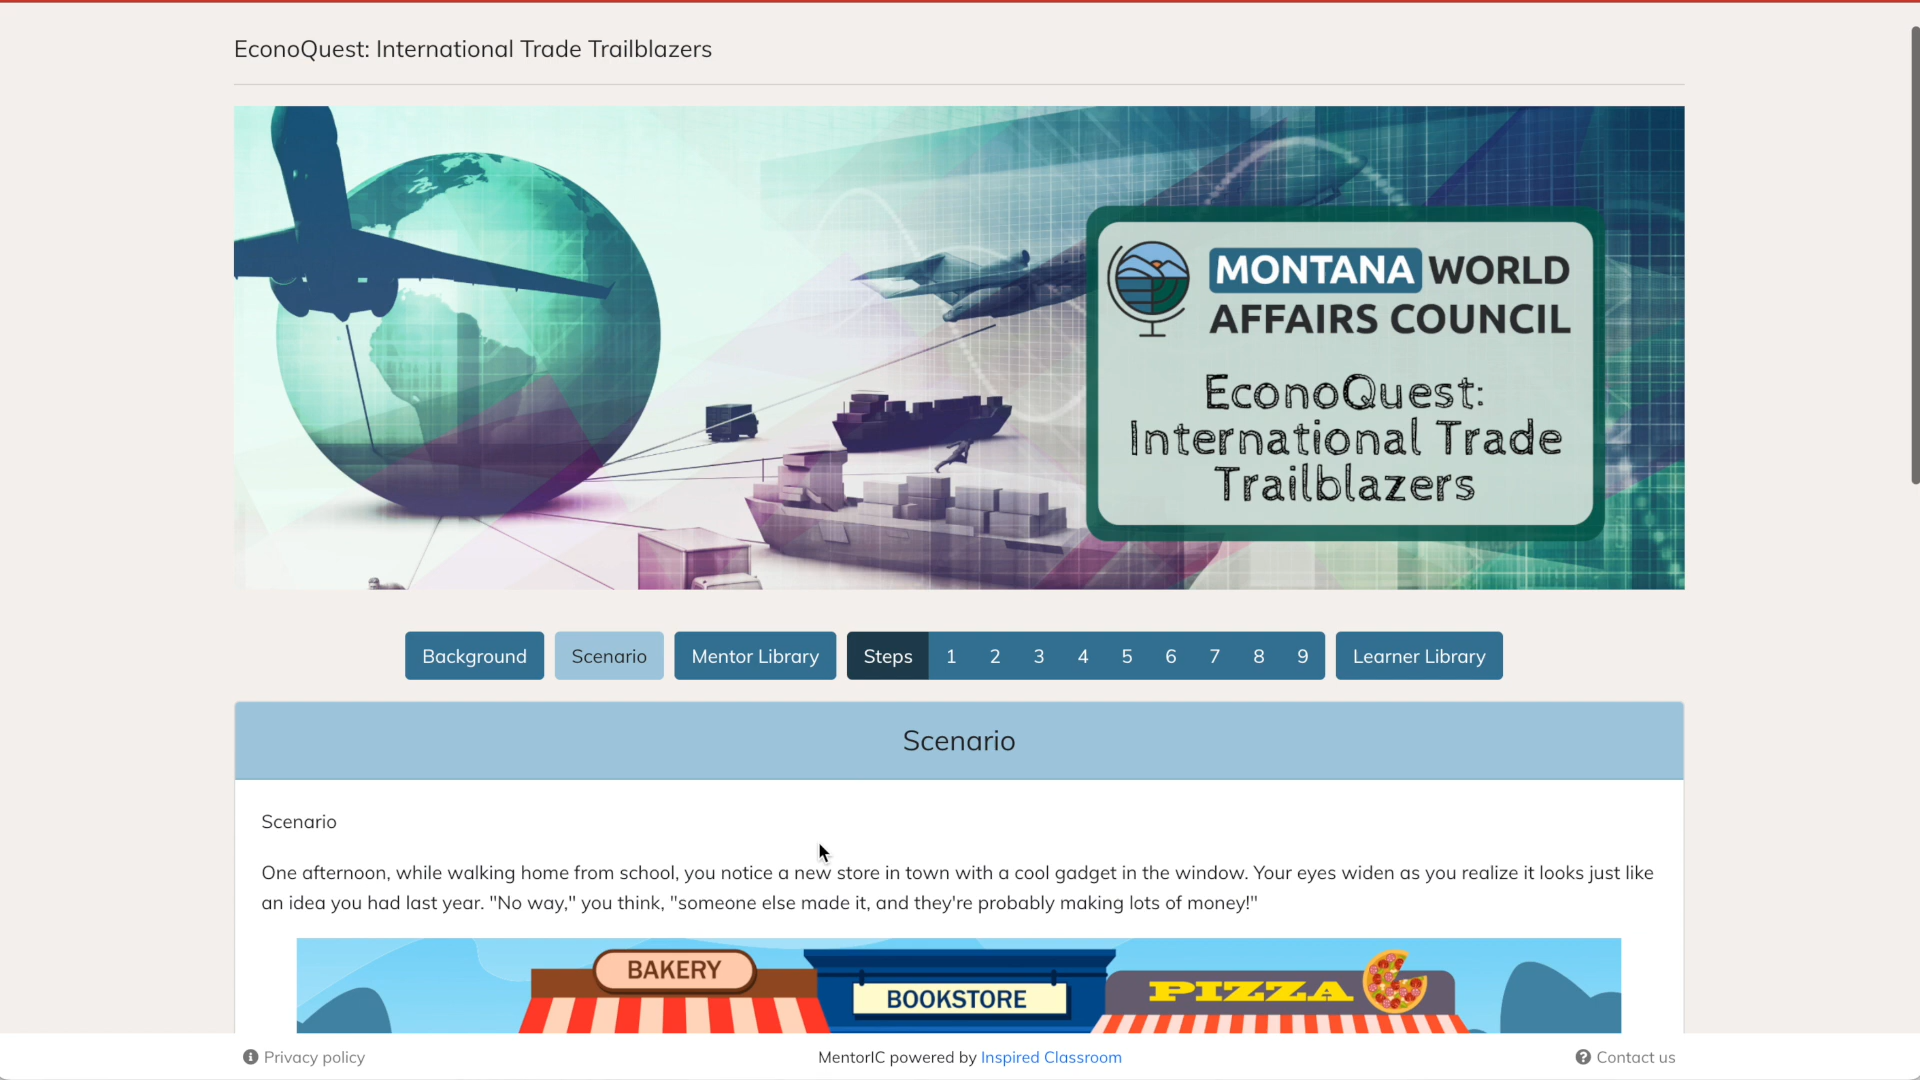 EconoQuest: International Trade Trailblazers
MONTANA WORLD
AFFAIRS COUNCIL
EconoQuest:
International Trade
Trailblazers
Background
Scenario
Mentor Library
Steps 1 2 3 4 5 6 7 8 9
Learner Library
Scenario
Scenario
One afternoon, while walking home from school, you notice a new store in town with a cool gadget in the window. Your eyes widen as you realize it looks just like
an idea you had last year. "No way," you think, "someone else made it, and they're probably making lots of money!"
BAKERY
BOOKSTORE
PIZZA
Privacy policy
MentorIC powered by Inspired Classroom
Contact us